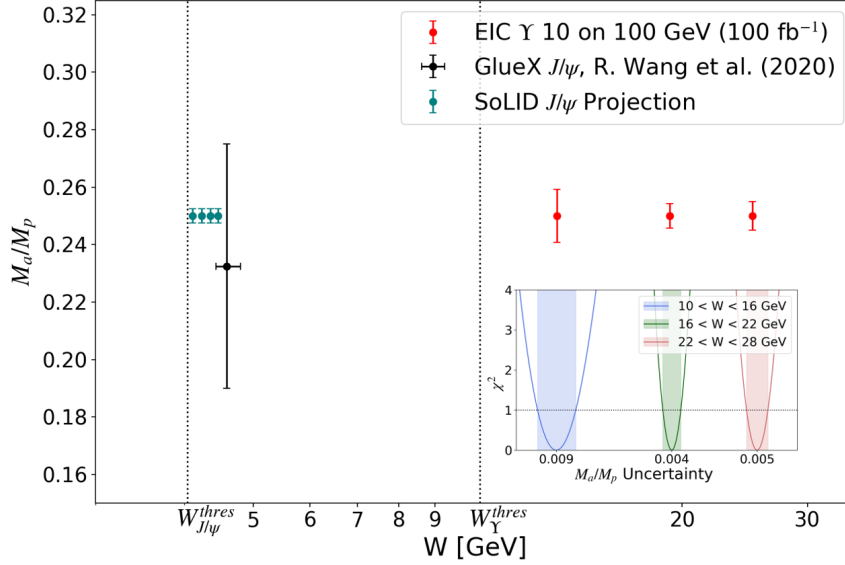 0.32
0.30
0.28
0.26
0.24
0.22
0.20
0.18
0.16
M_a/M_p
EIC ϒ 10 on 100 GeV (100 fb⁻¹)
GlueX J/ψ, R. Wang et al. (2020)
SoLID J/ψ Projection
4
3
2
1
0
χ²
10 < W < 16 GeV
16 < W < 22 GeV
22 < W < 28 GeV
0.009 0.004 0.005
M_a/M_p Uncertainty
W_{J/ψ}^{thres} 5 6 7 8 9 W_ϒ^{thres} 20 30
W [GeV]